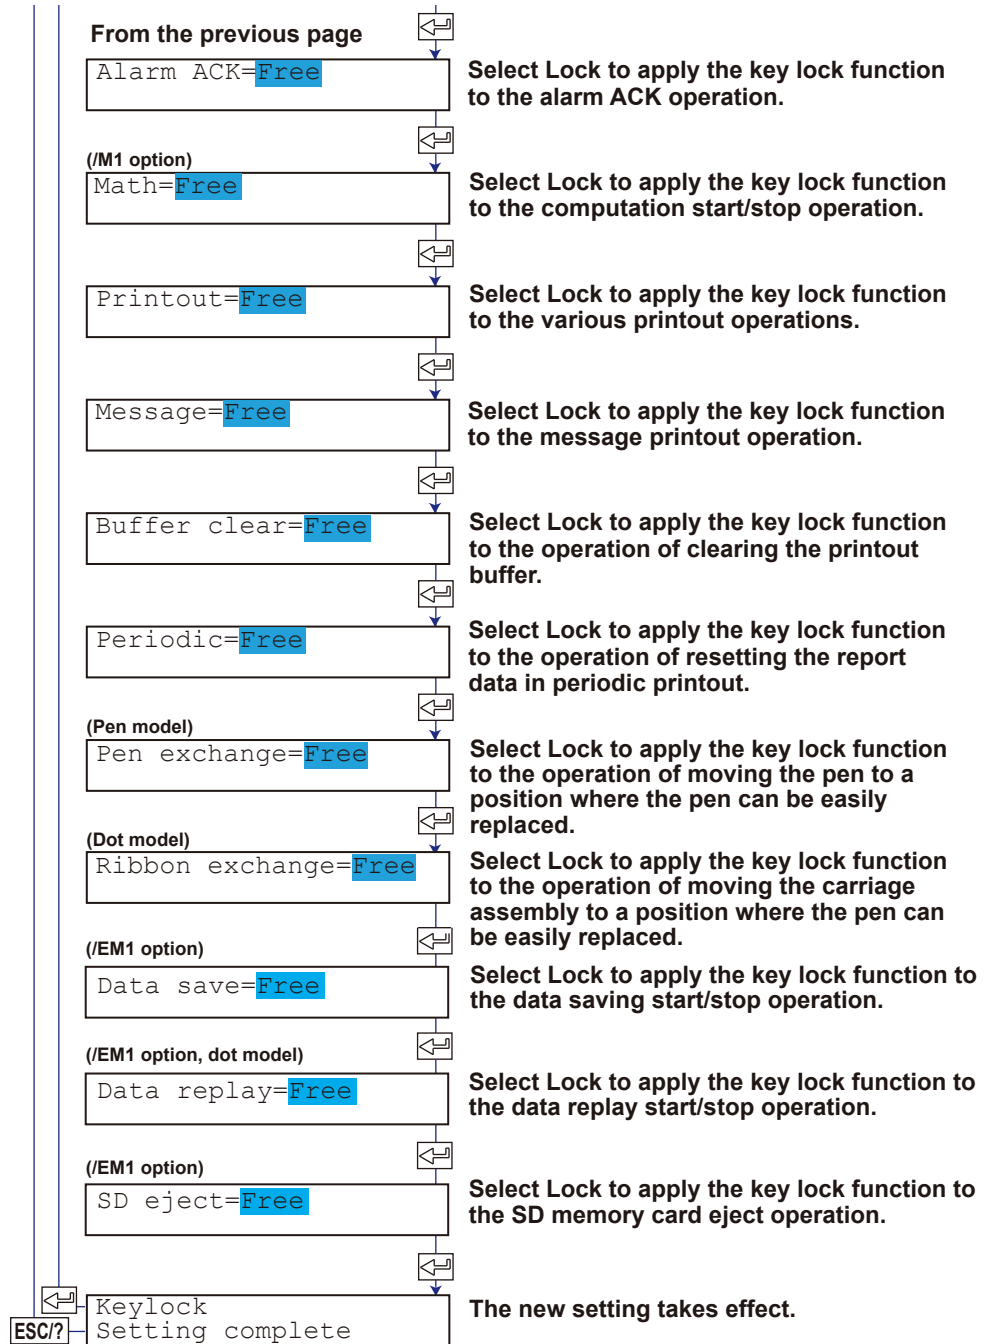 From the previous page
Alarm ACK=Free
Select Lock to apply the key lock function
to the alarm ACK operation.
(/M1 option)
Math=Free
Select Lock to apply the key lock function
to the computation start/stop operation.
Printout=Free
Select Lock to apply the key lock function
to the various printout operations.
Message=Free
Select Lock to apply the key lock function
to the message printout operation.
Buffer clear=Free
Select Lock to apply the key lock function
to the operation of clearing the printout
buffer.
Periodic=Free
Select Lock to apply the key lock function
to the operation of resetting the report
data in periodic printout.
(Pen model)
Pen exchange=Free
Select Lock to apply the key lock function
to the operation of moving the pen to a
position where the pen can be easily
replaced.
(Dot model)
Ribbon exchange=Free
Select Lock to apply the key lock function
to the operation of moving the carriage
assembly to a position where the pen can
be easily replaced.
(/EM1 option)
Data save=Free
Select Lock to apply the key lock function to
the data saving start/stop operation.
(/EM1 option, dot model)
Data replay=Free
Select Lock to apply the key lock function to
the data replay start/stop operation.
(/EM1 option)
SD eject=Free
Select Lock to apply the key lock function to
the SD memory card eject operation.
Keylock
Setting complete
The new setting takes effect.
ESC/?